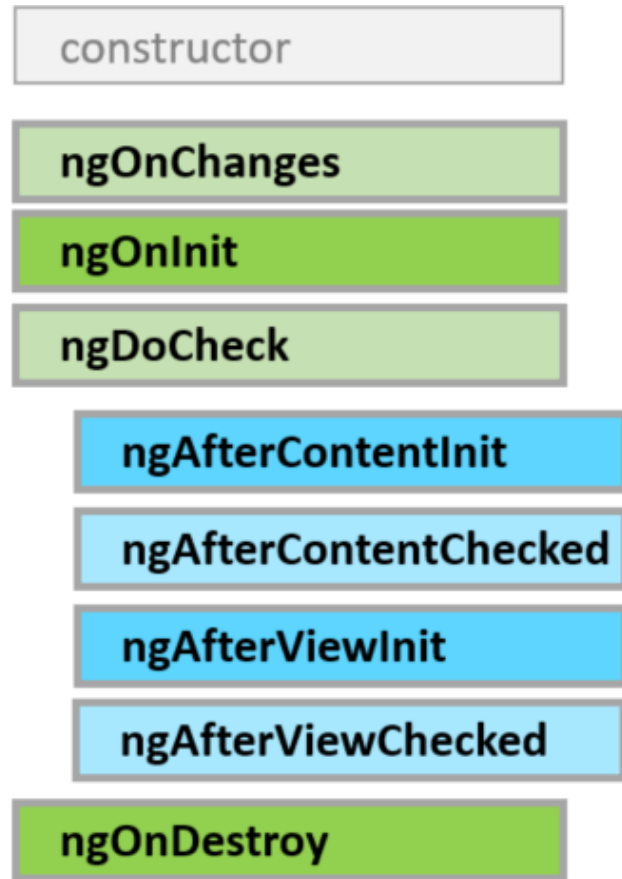 constructor
ngOnChanges
ngOnInit
ngDoCheck
ngAfterContentInit
ngAfterContentChecked
ngAfterViewInit
ngAfterViewChecked
ngOnDestroy